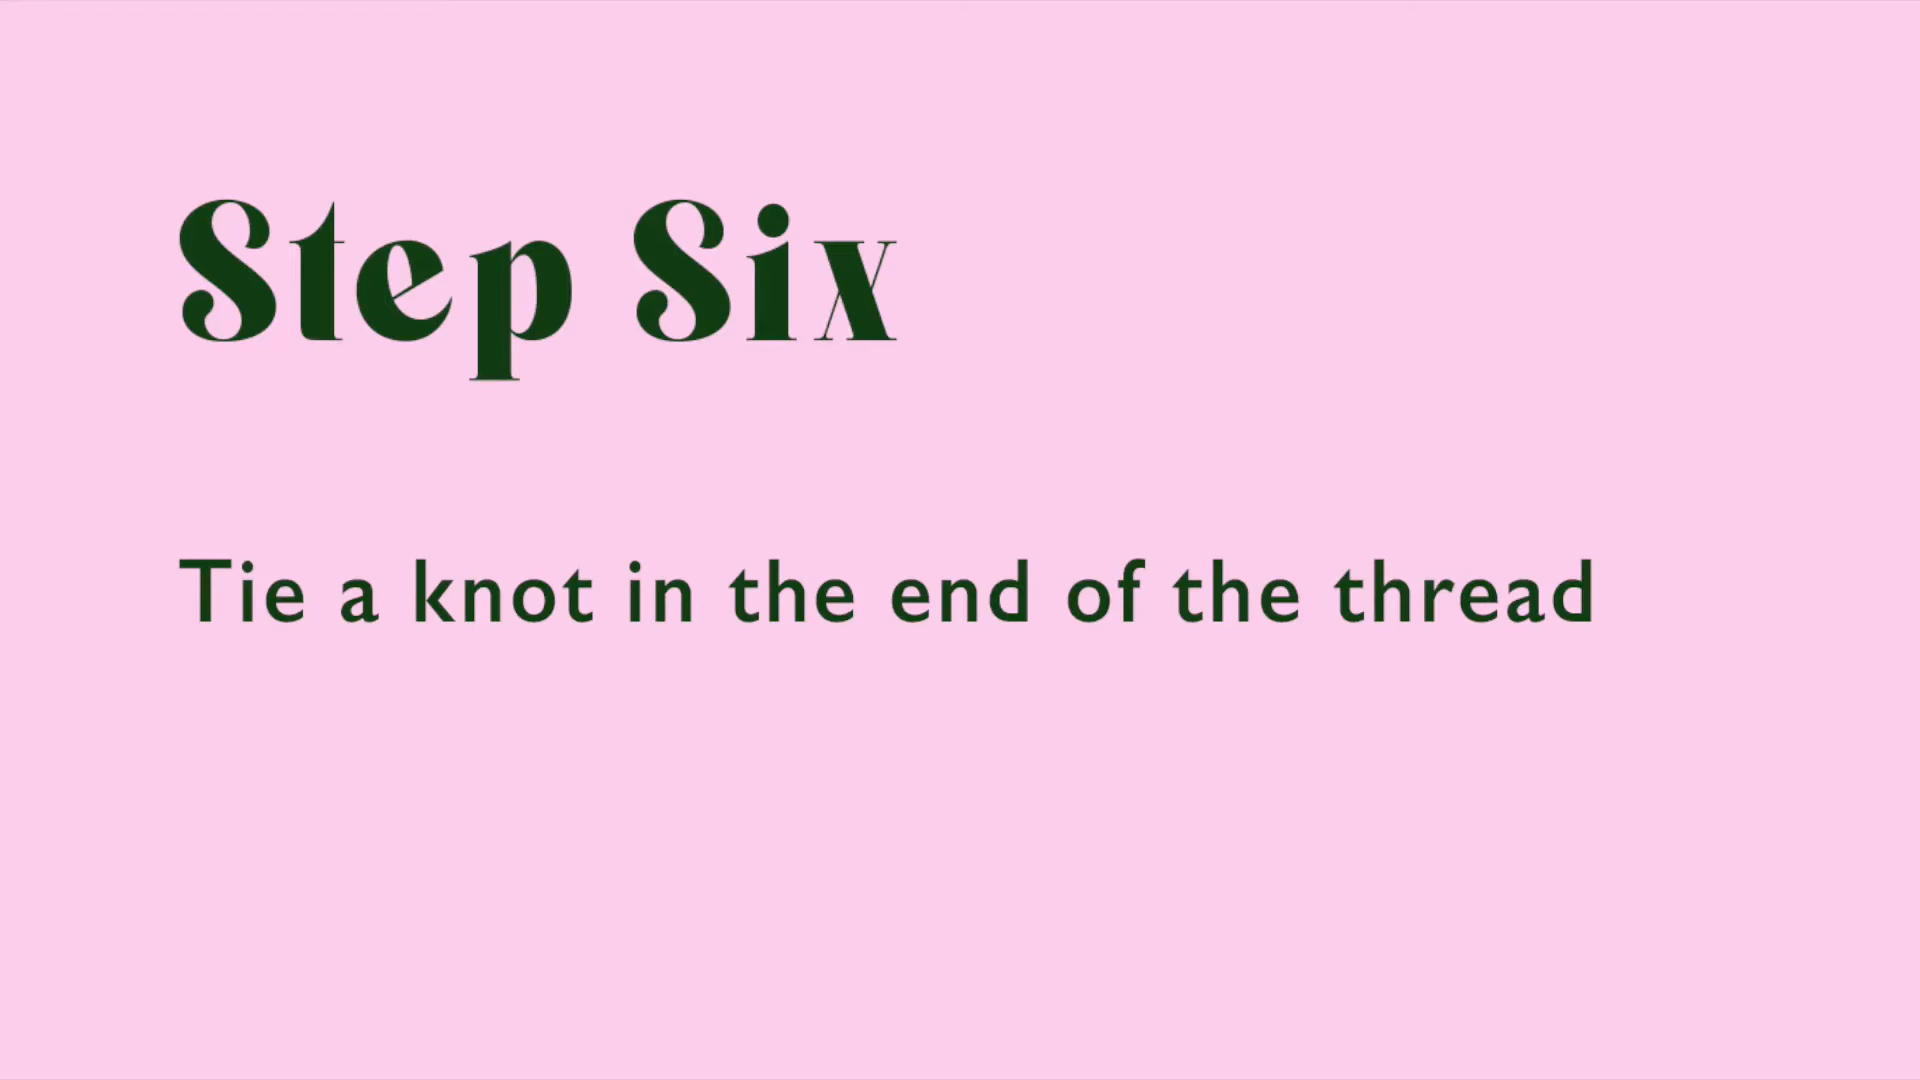 Step Six
Tie a knot in the end of the thread